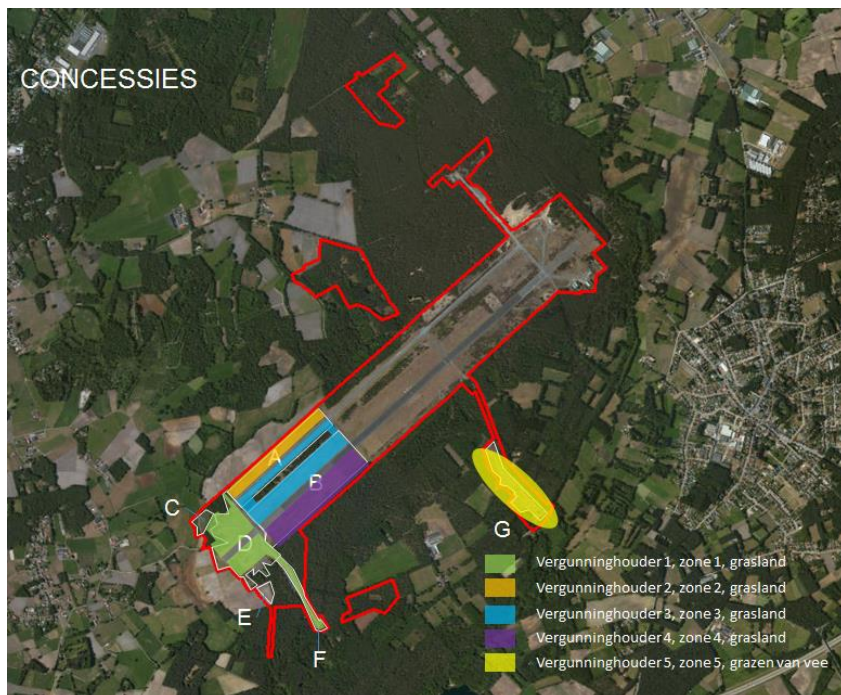 CONCESSIES
A
B
C
D
G
E
F
Vergunninghouder 1, zone 1, grasland
Vergunninghouder 2, zone 2, grasland
Vergunninghouder 3, zone 3, grasland
Vergunninghouder 4, zone 4, grasland
Vergunninghouder 5, zone 5, grazen van vee